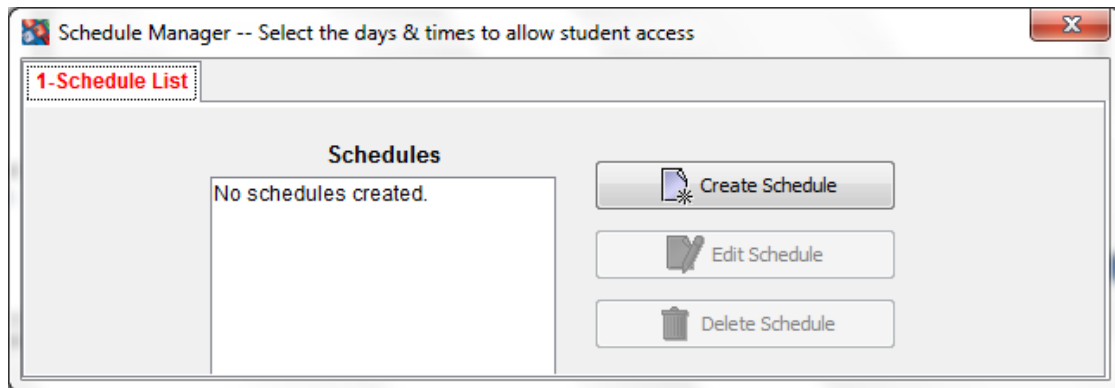 Schedule Manager -- Select the days & times to allow student access
X
1-Schedule List
Schedules
No schedules created.
Create Schedule
Edit Schedule
Delete Schedule